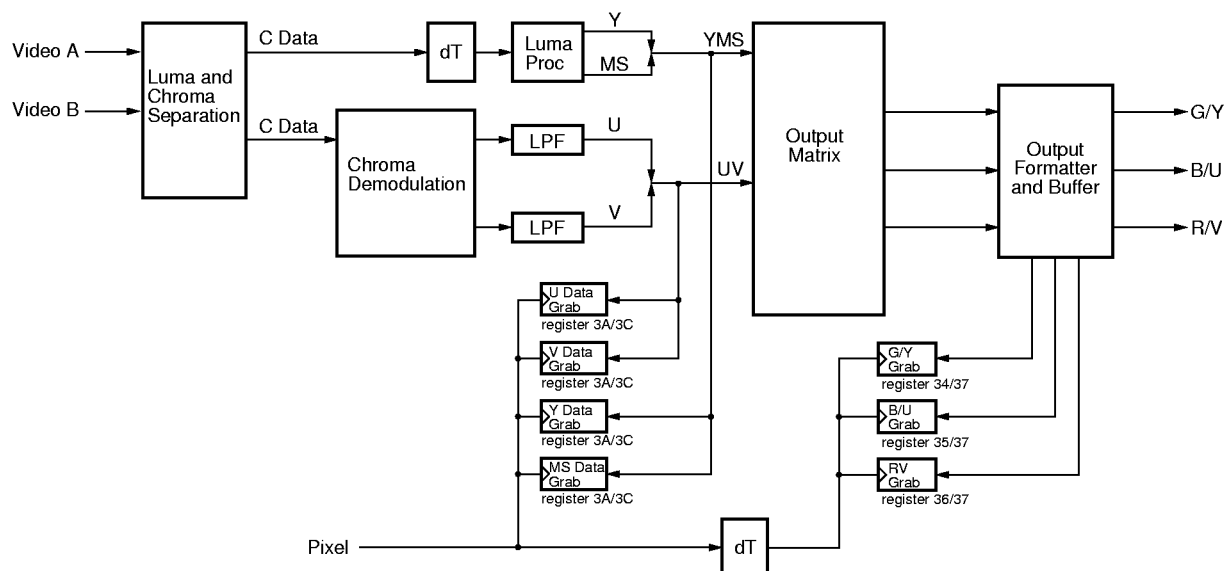 Video A
Video B
Luma and
Chroma
Separation
C Data
C Data
dT
Luma
Proc
Y
MS
YMS
Chroma
Demodulation
LPF
LPF
U
V
UV
Output
Matrix
Output
Formatter
and Buffer
G/Y
B/U
R/V
U Data
Grab
register 3A/3C
V Data
Grab
register 3A/3C
Y Data
Grab
register 3A/3C
MS Data
Grab
register 3A/3C
G/Y
Grab
register 34/37
B/U
Grab
register 35/37
RV
Grab
register 36/37
Pixel
dT